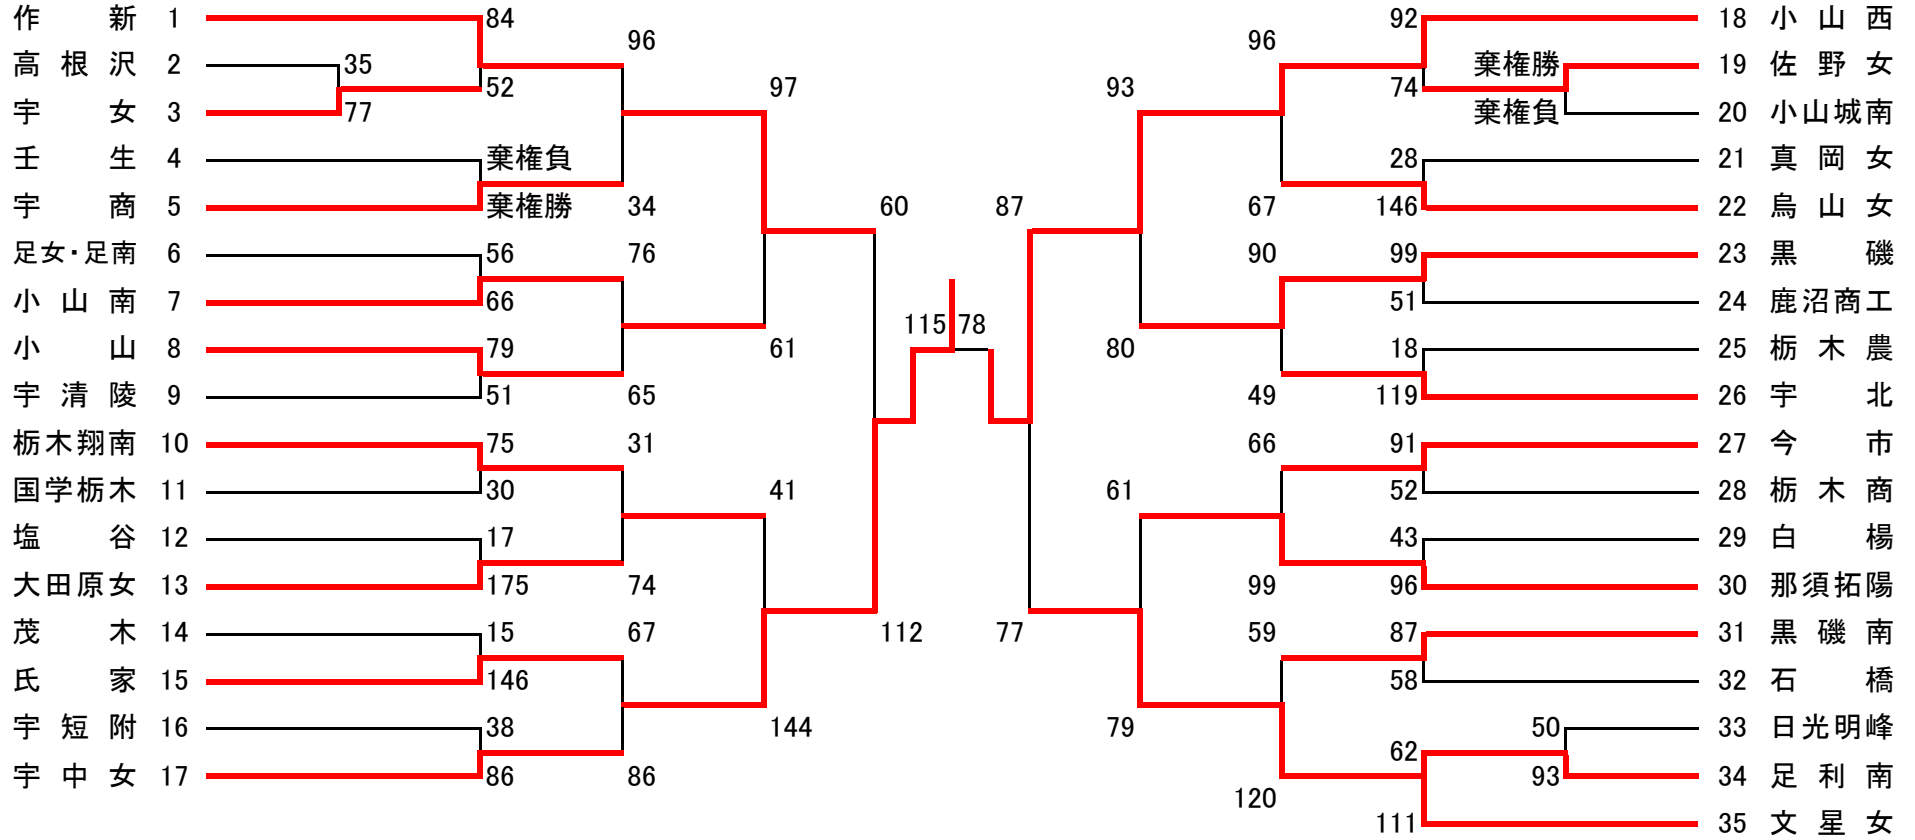 作新 1 84 92 18 小山西
96 96
高根沢 2 35 棄権勝 19 佐野女
52 97 93 74
宇女 3 77 棄権負 20 小山城南
壬生 4 棄権負 28 21 真岡女
宇商 5 棄権勝 34 60 87 67 146 22 烏山女
足女・足南 6 56 76 90 99 23 黒磯
小山南 7 66 51 24 鹿沼商工
115 78
小山 8 79 61 80 18 25 栃木農
宇清陵 9 51 65 49 119 26 宇北
栃木翔南 10 75 31 66 91 27 今市
国学栃木 11 30 41 61 52 28 栃木商
塩谷 12 17 43 29 白楊
大田原女 13 175 74 99 96 30 那須拓陽
茂木 14 15 67 112 77 59 87 31 黒磯南
氏家 15 146 58 32 石橋
宇短附 16 38 144 79 50 33 日光明峰
62
宇中女 17 86 86 93 34 足利南
120
111 35 文星女